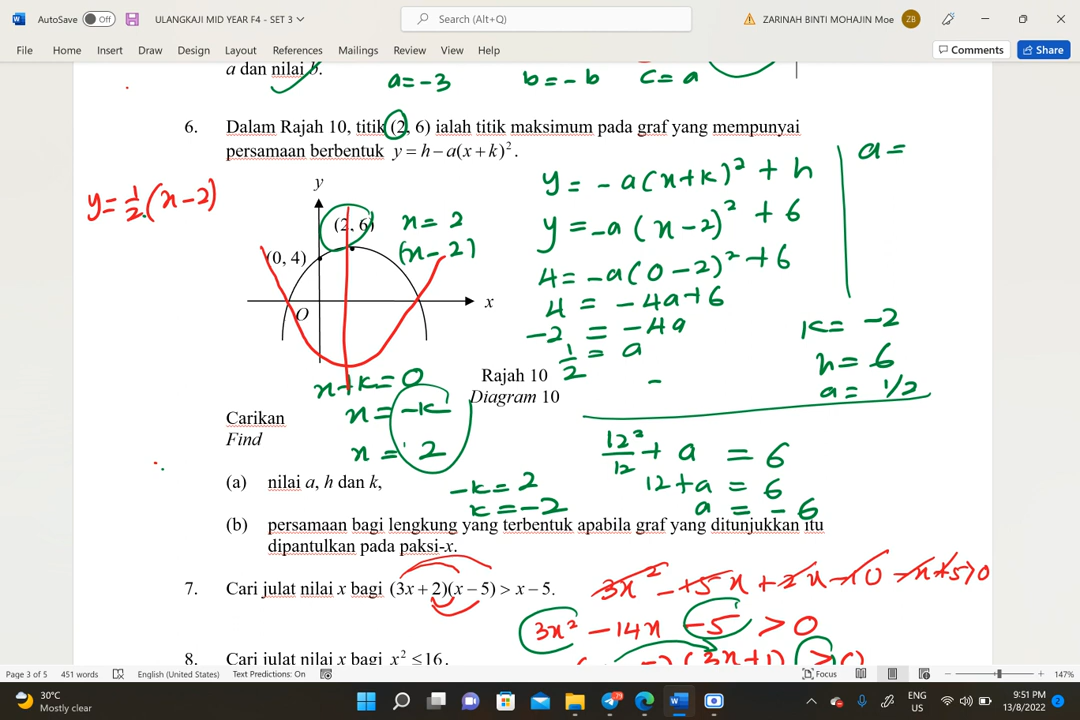 AutoSave Off ULANGKAJI MID YEAR F4 - SET 3 Search (Alt+Q) ZARINAH BINTI MOHAJIN Moe ZB
File Home Insert Draw Design Layout References Mailings Review View Help Comments Share
a dan nilai b.
a=-3 b=-b c=a
6. Dalam Rajah 10, titik (2, 6) ialah titik maksimum pada graf yang mempunyai
persamaan berbentuk y = h – a(x + k)².
a =
y = -a(x+k)² + h
y = 1/2(x-2)
y
(2, 6)
x = 2
y = -a(x-2)² + 6
(0, 4)
(x-2)
4 = -a(0-2)² + 6
x
4 = -4a+6
O
-2 = -4a
k = -2
1/2 = a
h = 6
a = 1/2
Rajah 10
Diagram 10
x+k=0
x = -k
x = 2
Carikan
Find
12²/12 + a = 6
12+a = 6
a = -6
(a) nilai a, h dan k,
-k = 2
k = -2
(b) persamaan bagi lengkung yang terbentuk apabila graf yang ditunjukkan itu
dipantulkan pada paksi-x.
7. Cari julat nilai x bagi (3x + 2)(x – 5) > x – 5.
3x² - 14x - 5 > 0
8. Cari julat nilai x bagi x² ≤ 16.
(3x+1) > 0
Page 3 of 5 451 words English (United States) Text Predictions: On Focus 147%
30°C
Mostly clear
ENG
US
9:51 PM
13/8/2022